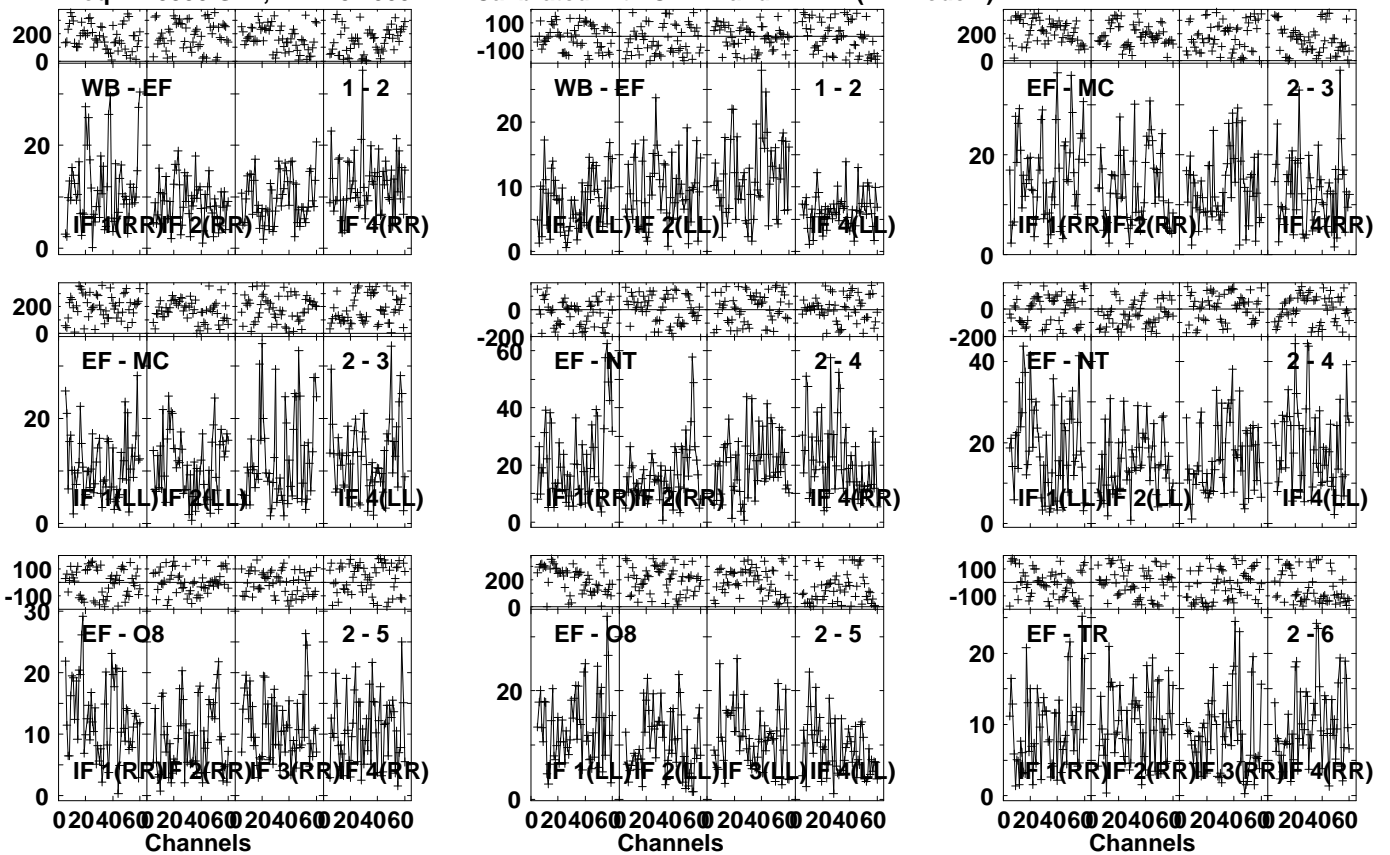 200 100 200
0 -100 0
WB - EF 1 - 2 WB - EF 1 - 2 EF - MC 2 - 3
20 20 20
10
IF 1(RR) IF 2(RR) IF 4(RR) IF 1(LL) IF 2(LL) IF 4(LL) IF 1(RR) IF 2(RR) IF 4(RR)
0 0 0
200 0 0
0 -200 -200
EF - MC 2 - 3 EF - NT 2 - 4 EF - NT 2 - 4
60 40
20 40 20
20
IF 1(LL) IF 2(LL) IF 4(LL) IF 1(RR) IF 2(RR) IF 4(RR) IF 1(LL) IF 2(LL) IF 4(LL)
0 0 0
100 200 100
-100 0 -100
30
EF - O8 2 - 5 EF - O8 2 - 5 EF - TR 2 - 6
20 20 20
10 10
IF 1(RR) IF 2(RR) IF 3(RR) IF 4(RR) IF 1(LL) IF 2(LL) IF 3(LL) IF 4(LL) IF 1(RR) IF 2(RR) IF 3(RR) IF 4(RR)
0 0 0
0 20 40 60 0 20 40 60 0 20 40 60 0 20 40 60 0 20 40 60 0 20 40 60 0 20 40 60 0 20 40 60 0 20 40 60 0 20 40 60 0 20 40 60 0 20 40 60
Channels Channels Channels